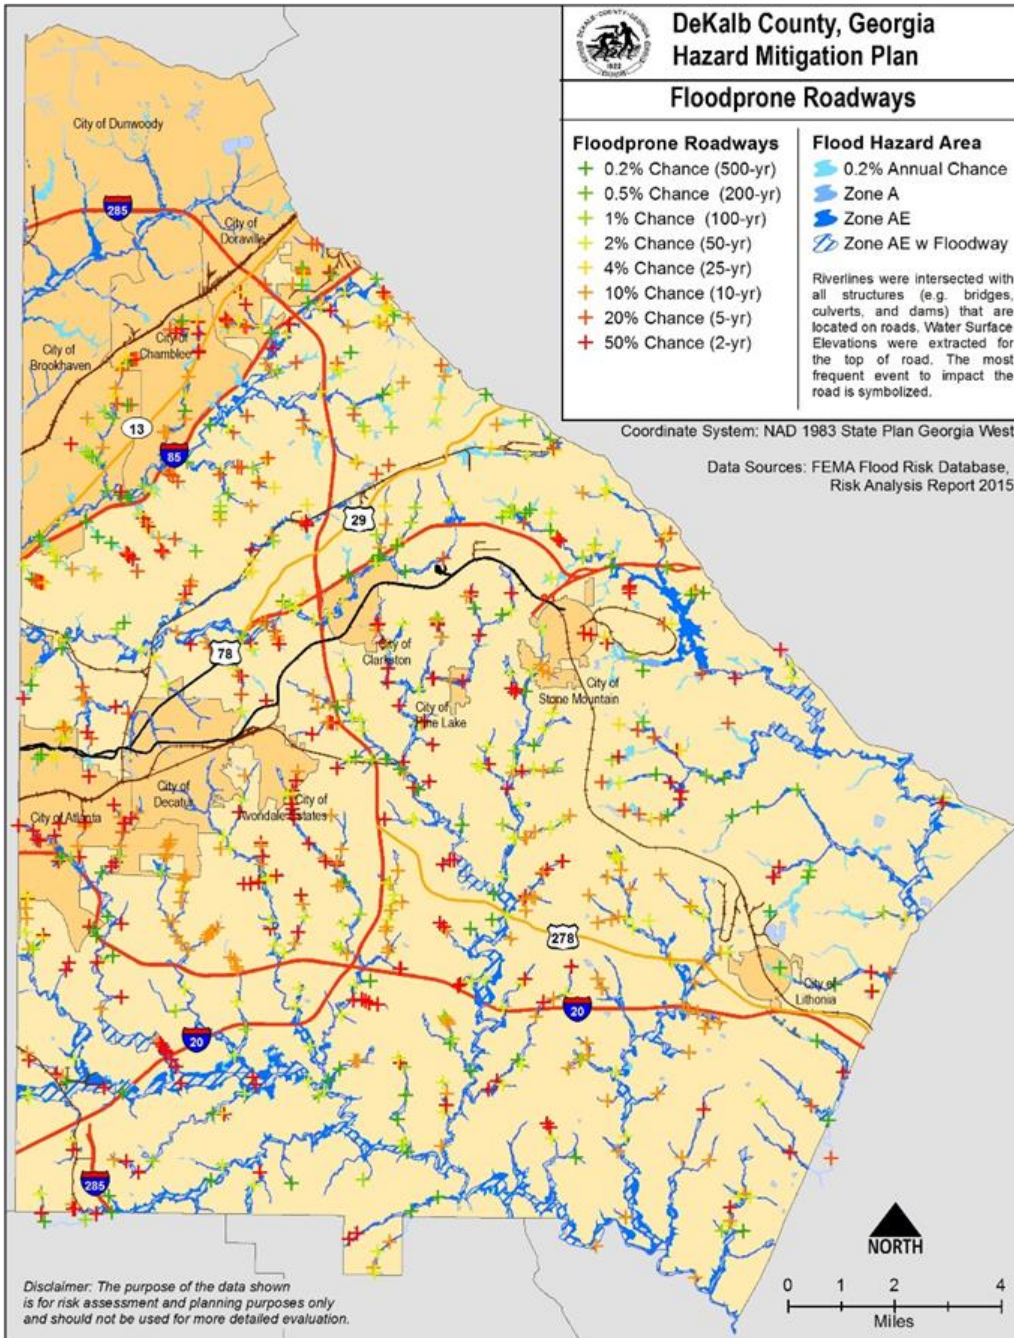 DeKalb County, Georgia
Hazard Mitigation Plan
Floodprone Roadways
Floodprone Roadways
0.2% Chance (500-yr)
0.5% Chance (200-yr)
1% Chance (100-yr)
2% Chance (50-yr)
4% Chance (25-yr)
10% Chance (10-yr)
20% Chance (5-yr)
50% Chance (2-yr)
Flood Hazard Area
0.2% Annual Chance
Zone A
Zone AE
Zone AE w Floodway
Riverlines were intersected with
all structures (e.g. bridges,
culverts, and dams) that are
located on roads. Water Surface
Elevations were extracted for
the top of road. The most
frequent event to impact the
road is symbolized.
Coordinate System: NAD 1983 State Plan Georgia West
Data Sources: FEMA Flood Risk Database,
Risk Analysis Report 2015
City of Dunwoody
285
City of
Doraville
City of
Chamblee
City of
Brookhaven
13
85
29
78
City of
Clarkston
City of
Pine Lake
City of
Stone Mountain
City of
Decatur
City of
Avondale Estates
City of Atlanta
278
City of
Lithonia
20
20
285
NORTH
0 1 2 4
Miles
Disclaimer: The purpose of the data shown
is for risk assessment and planning purposes only
and should not be used for more detailed evaluation.